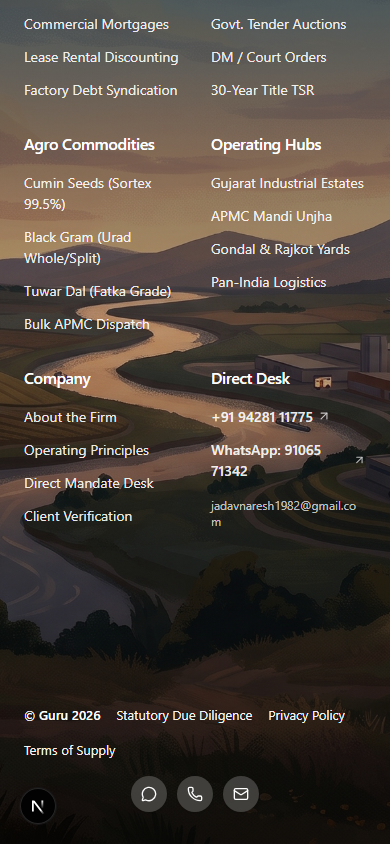 Commercial Mortgages
Govt. Tender Auctions
Lease Rental Discounting
DM / Court Orders
Factory Debt Syndication
30-Year Title TSR
Agro Commodities
Cumin Seeds (Sortex
99.5%)
Black Gram (Urad
Whole/Split)
Tuwar Dal (Fatka Grade)
Bulk APMC Dispatch
Operating Hubs
Gujarat Industrial Estates
APMC Mandi Unjha
Gondal & Rajkot Yards
Pan-India Logistics
Company
About the Firm
Operating Principles
Direct Mandate Desk
Client Verification
Direct Desk
+91 94281 11775
WhatsApp: 91065
71342
jadavnaresh1982@gmail.co
m
© Guru 2026 Statutory Due Diligence Privacy Policy
Terms of Supply
N